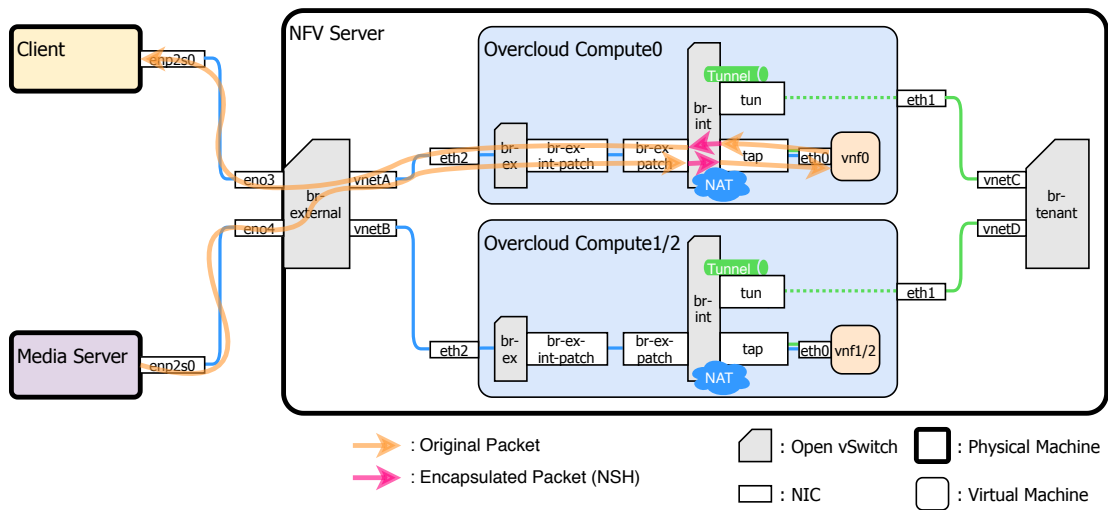 NFV Server
Client
enp2s0
Overcloud Compute0
Tunnel
br-
int
tun
eth1
br-
ex
br-ex-
int-patch
br-ex-
patch
tap
eth0
vnf0
NAT
eth2
eno3
vnetA
br-
external
eno4
vnetB
vnetC
vnetD
br-
tenant
Overcloud Compute1/2
Tunnel
br-
int
tun
eth1
Media Server
enp2s0
eth2
br-
ex
br-ex-
int-patch
br-ex-
patch
tap
eth0
vnf1/2
NAT
: Original Packet
: Encapsulated Packet (NSH)
: Open vSwitch
: Physical Machine
: NIC
: Virtual Machine